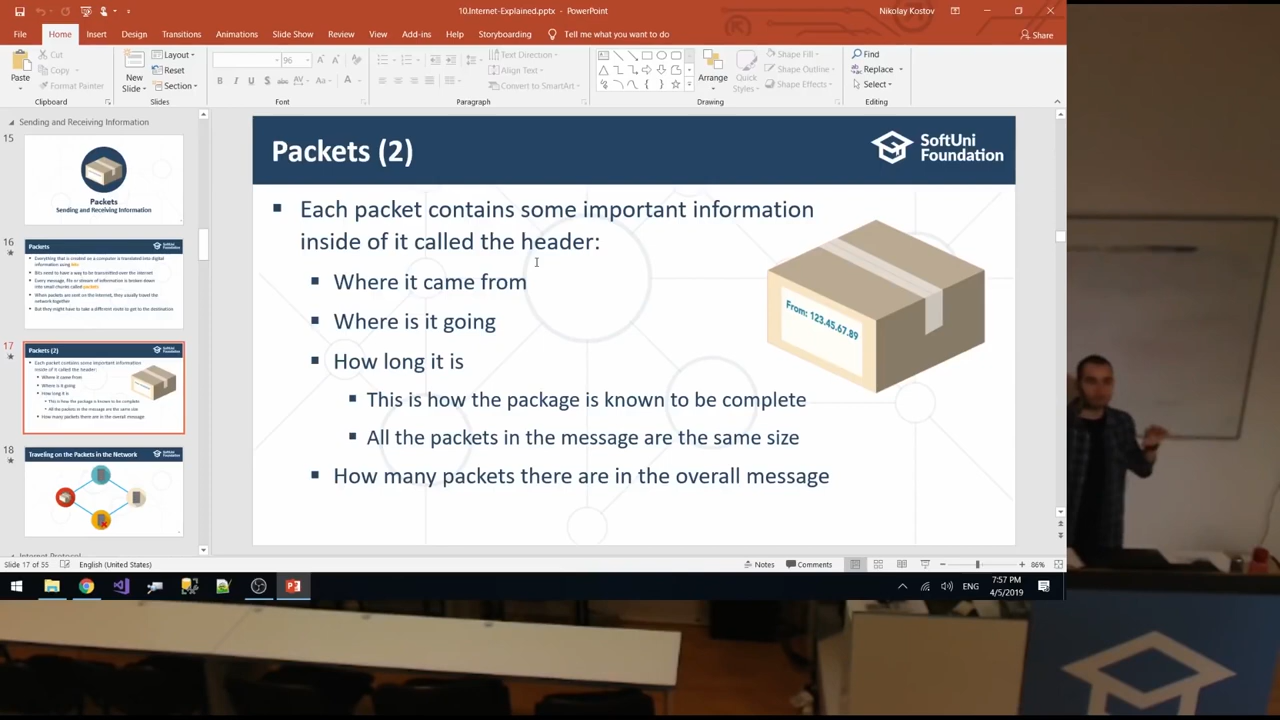 10.Internet-Explained.pptx - PowerPoint
Nikolay Kostov
File
Home
Insert
Design
Transitions
Animations
Slide Show
Review
View
Add-ins
Help
Storyboarding
Tell me what you want to do
Share
Paste
Cut
Copy
Format Painter
Clipboard
New
Slide
Layout
Reset
Section
Slides
96
B I U S abc AV Aa A
Font
Text Direction
Align Text
Convert to SmartArt
Paragraph
Arrange
Quick
Styles
Shape Fill
Shape Outline
Shape Effects
Drawing
Find
Replace
Select
Editing
Sending and Receiving Information
15
Packets
Sending and Receiving Information
16
Packets
Everything that is created on a computer is translated into digital
information using bits
Bits need to have a way to be transported over the internet
Every message, file or stream of information is broken down
into small chunks called packets
When packets are sent on the internet, they usually travel the
network together
But they might have to take a different route to get to the destination
17
Packets (2)
Each packet contains some important information
inside of it called the header:
Where it came from
Where is it going
How long it is
This is how the package is known to be complete
All the packets in the message are the same size
How many packets there are in the overall message
18
Traveling on the Packets in the Network
Internet Protocol
Packets (2)
SoftUni
Foundation
Each packet contains some important information
inside of it called the header:
Where it came from
Where is it going
How long it is
This is how the package is known to be complete
All the packets in the message are the same size
How many packets there are in the overall message
From: 123.45.67.89
Slide 17 of 55
English (United States)
Notes
Comments
86%
ENG
7:57 PM
4/5/2019